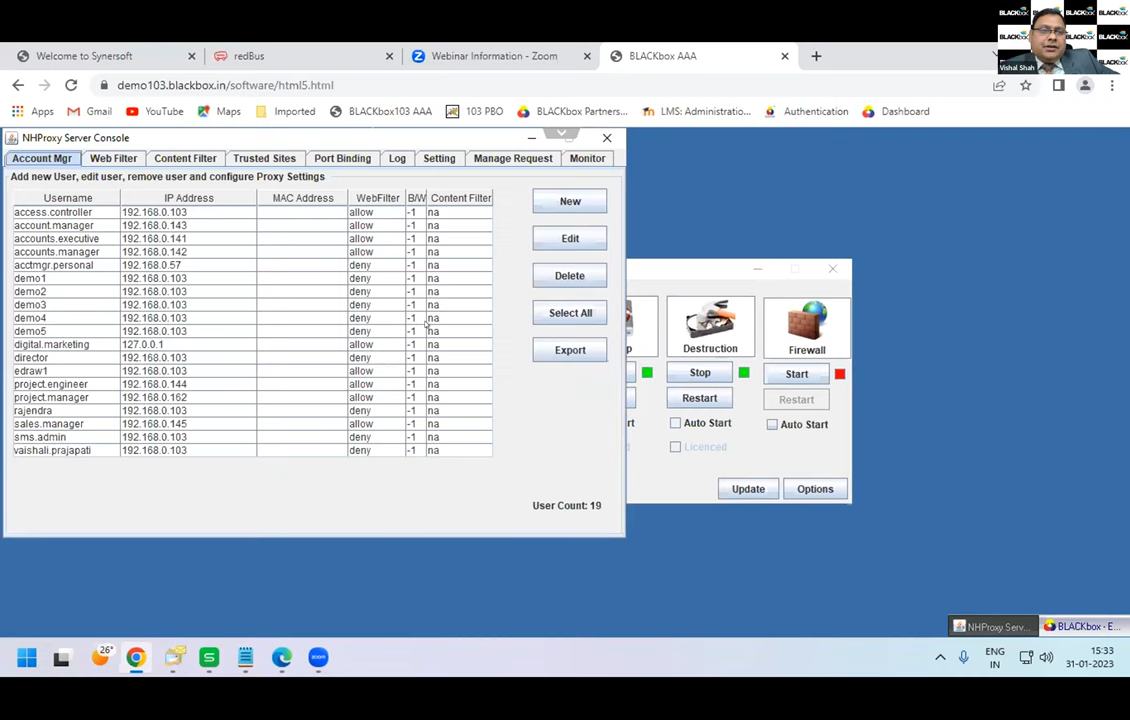 BLACKbox BLACKbox
Vishal Shah
Welcome to Synersoft redBus Webinar Information - Zoom BLACKbox AAA
demo103.blackbox.in/software/html5.html
Apps Gmail YouTube Maps Imported BLACKBox103 AAA 103 PBO BLACKBox Partners... LMS: Administratio... Authentication Dashboard
NHProxy Server Console
Account Mgr Web Filter Content Filter Trusted Sites Port Binding Log Setting Manage Request Monitor
Add new User, edit user, remove user and configure Proxy Settings
Username IP Address MAC Address WebFilter B/W Content Filter
access.controller 192.168.0.103 allow -1 na
account.manager 192.168.0.143 allow -1 na
accounts.executive 192.168.0.141 allow -1 na
accounts.manager 192.168.0.142 allow -1 na
acctmgr.personal 192.168.0.57 deny -1 na
demo1 192.168.0.103 deny -1 na
demo2 192.168.0.103 deny -1 na
demo3 192.168.0.103 deny -1 na
demo4 192.168.0.103 deny -1 na
demo5 192.168.0.103 deny -1 na
digital.marketing 127.0.0.1 allow -1 na
director 192.168.0.103 deny -1 na
edraw1 192.168.0.103 allow -1 na
project.engineer 192.168.0.144 allow -1 na
project.manager 192.168.0.162 allow -1 na
rajendra 192.168.0.103 deny -1 na
sales.manager 192.168.0.145 allow -1 na
sms.admin 192.168.0.103 deny -1 na
vaishali.prajapati 192.168.0.103 deny -1 na
New
Edit
Delete
Select All
Export
User Count: 19
p Destruction Firewall
Stop Start
Restart Restart
rt Auto Start Auto Start
d Licenced
Update Options
NHProxy Serv... BLACKbox - E...
26°
zoom
ENG
IN
15:33
31-01-2023